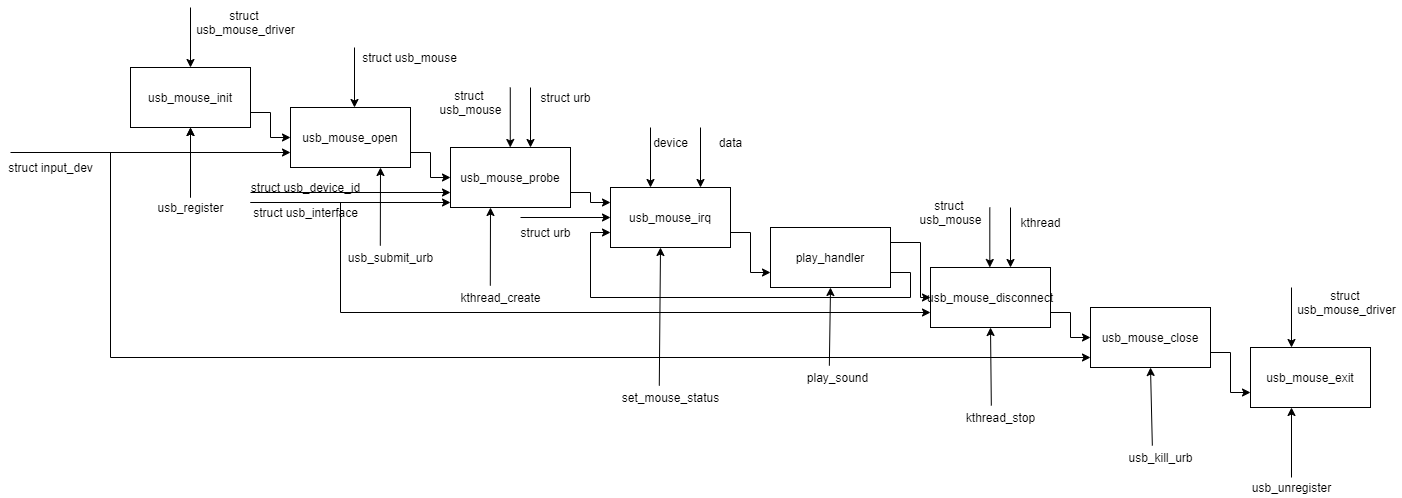 struct
usb_mouse_driver
usb_mouse_init
struct usb_mouse
struct
usb_mouse
struct urb
usb_mouse_open
device
data
struct input_dev
usb_mouse_probe
struct usb_device_id
usb_register
struct usb_interface
usb_mouse_irq
struct urb
struct
usb_mouse
kthread
usb_submit_urb
play_handler
kthread_create
usb_mouse_disconnect
struct
usb_mouse_driver
usb_mouse_close
play_sound
usb_mouse_exit
set_mouse_status
kthread_stop
usb_kill_urb
usb_unregister